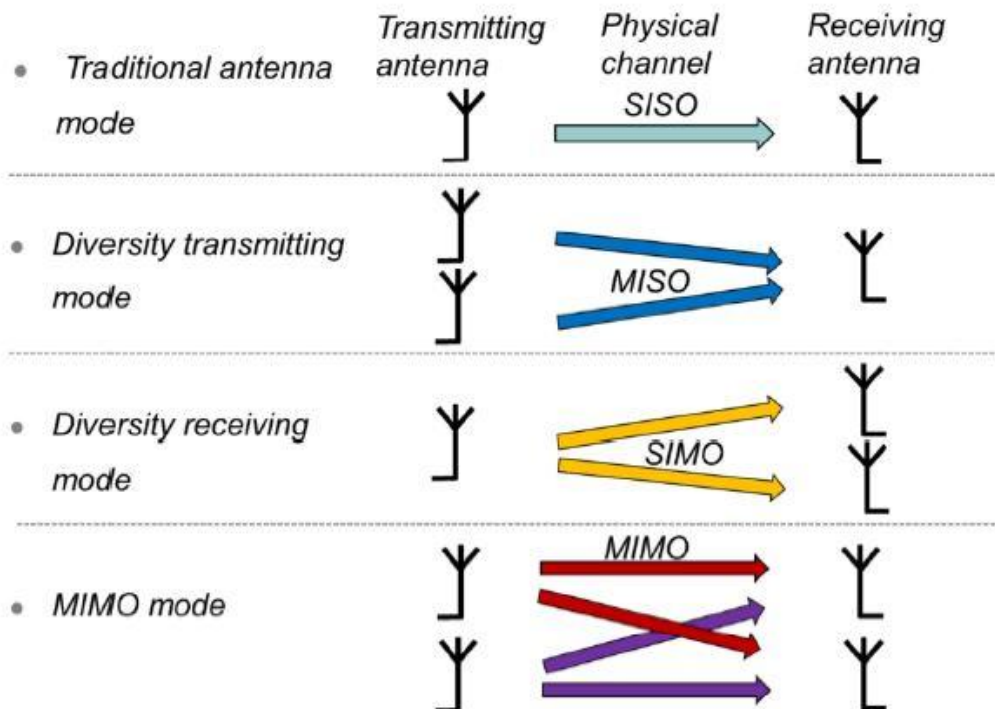 Transmitting antenna
Physical channel
Receiving antenna
Traditional antenna
mode
SISO
Diversity transmitting
mode
MISO
Diversity receiving
mode
SIMO
MIMO mode
MIMO